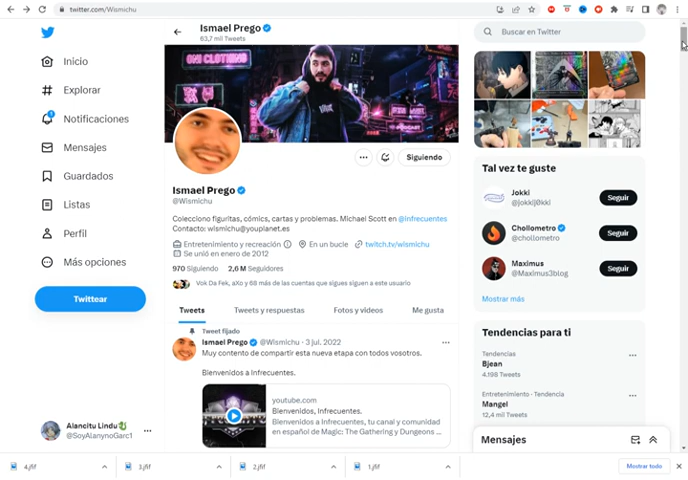 twitter.com/Wismichu
Ismael Prego
63,7 mil Tweets
Buscar en Twitter
Inicio
Explorar
Notificaciones
Mensajes
Guardados
Listas
Perfil
Más opciones
Twittear
Alancitu Lindu
@SoyAlanynoGarc1
ONI CLOTHING
PODCAST
Siguiendo
Ismael Prego
@Wismichu
Colecciono figuritas, cómics, cartas y problemas. Michael Scott en @Infrecuentes
Contacto: wismichu@youplanet.es
Entretenimiento y recreación En un bucle twitch.tv/wismichu
Se unió en enero de 2012
970 Siguiendo 2,6 M Seguidores
Vok Da Fek, aXo y 68 más de las cuentas que sigues siguen a este usuario
Tweets Tweets y respuestas Fotos y videos Me gusta
Tweet fijado
Ismael Prego @Wismichu · 3 jul. 2022
Muy content de compartir esta nueva etapa con todos vosotros.
Bienvenidos a Infrecuentes.
youtube.com
Bienvenidos, Infrecuentes.
Bienvenidos a Infrecuentes, tu canal y comunidad
en español de Magic: The Gathering y Dungeons ...
Tal vez te guste
Jokki
@jokkij0kki
Seguir
Chollometro
@chollometro
Seguir
Maximus
@Maximus3blog
Seguir
Mostrar más
Tendencias para ti
Tendencias
Bjean
4.198 Tweets
Entretenimiento · Tendencia
Mangel
12,4 mil Tweets
Mensajes
4.jfif
3.jfif
2.jfif
1.jfif
Mostrar todo